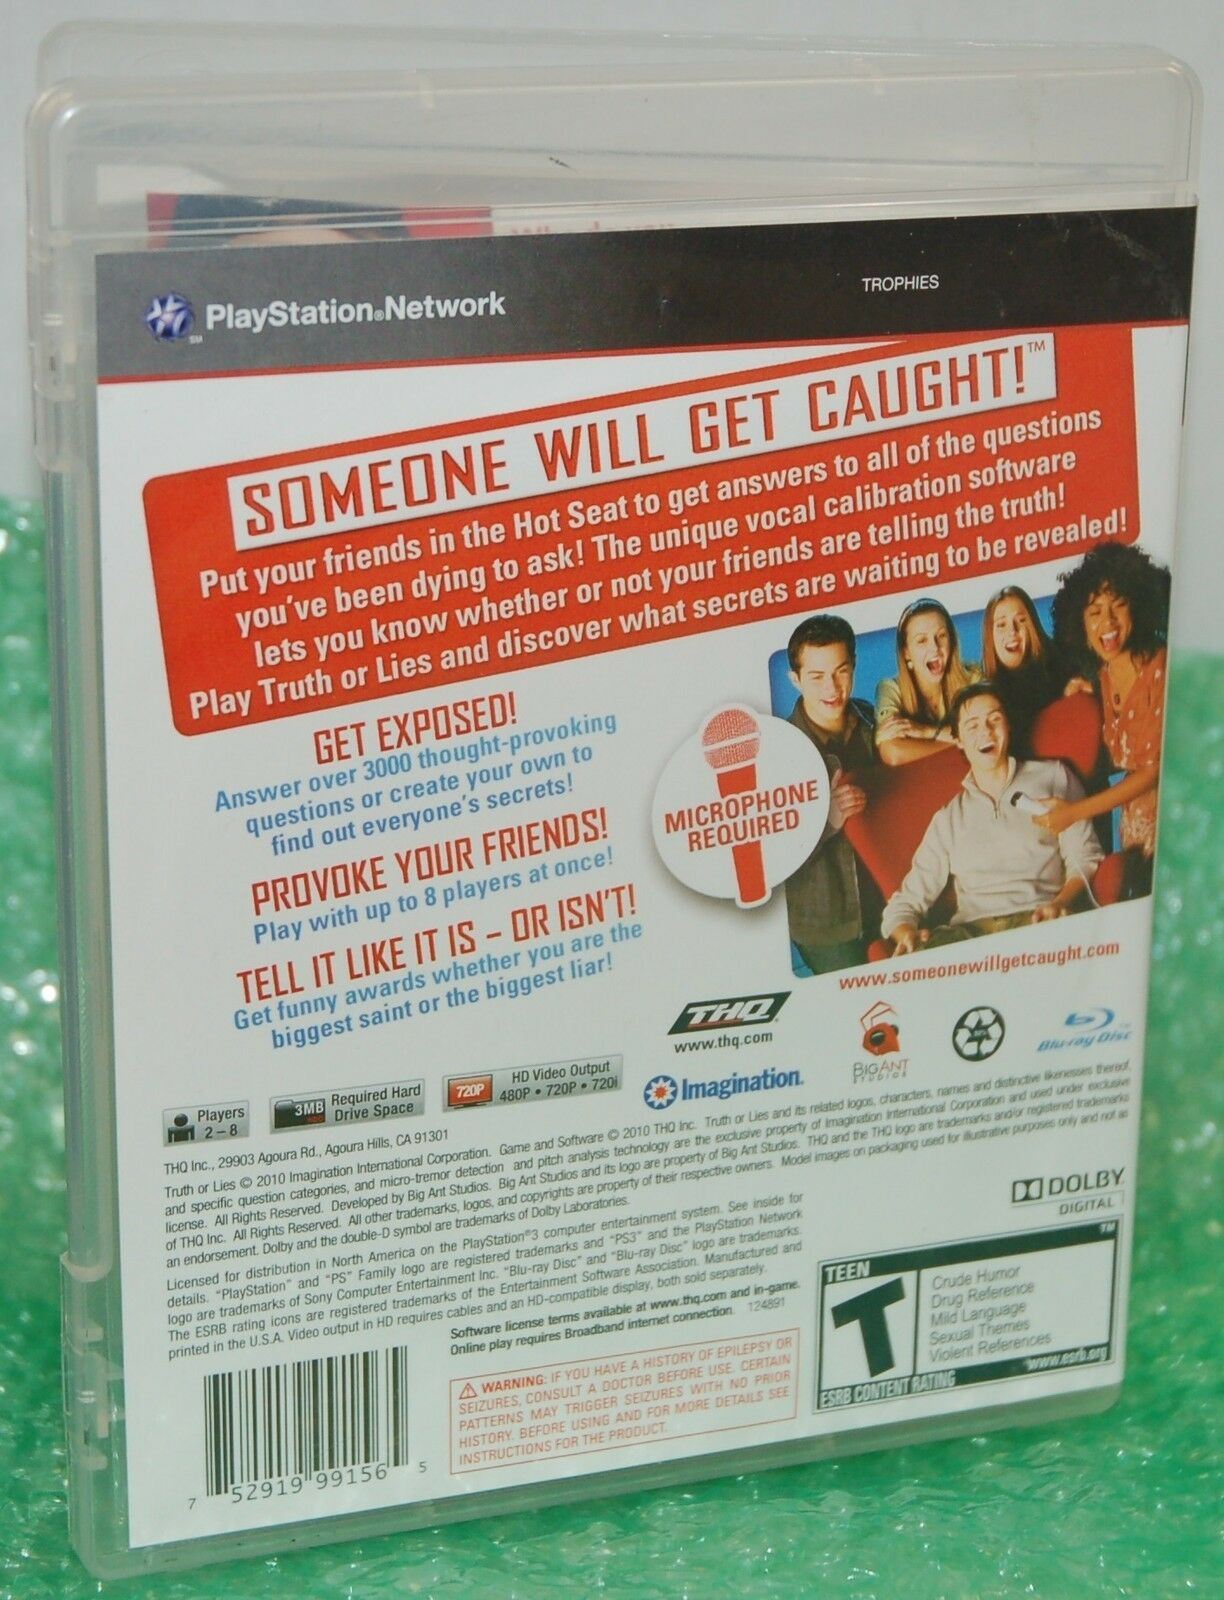 PlayStation®Network
SM
TROPHIES
SOMEONE WILL GET CAUGHT!™
Put your friends in the Hot Seat to get answers to all of the questions
you've been dying to ask! The unique vocal calibration software
lets you know whether or not your friends are telling the truth!
Play Truth or Lies and discover what secrets are waiting to be revealed!
GET EXPOSED!
Answer over 3000 thought-provoking
questions or create your own to
find out everyone's secrets!
PROVOKE YOUR FRIENDS!
Play with up to 8 players at once!
TELL IT LIKE IT IS – OR ISN'T!
Get funny awards whether you are the
biggest saint or the biggest liar!
MICROPHONE
REQUIRED
www.someonewillgetcaught.com
THQ
www.thq.com
BIGANT
STUDIOS
Blu-ray Disc
Imagination.
Players
2 – 8
3MB
Required Hard
Drive Space
720P
HD Video Output
480P • 720P • 720i
THQ Inc., 29903 Agoura Rd., Agoura Hills, CA 91301
Truth or Lies © 2010 Imagination International Corporation. Game and Software © 2010 THQ Inc. Truth or Lies and its related logos, characters, names and distinctive likenesses thereof,
and specific question categories, and micro-tremor detection and pitch analysis technology are the exclusive property of Imagination International Corporation and used under exclusive
license. All Rights Reserved. Developed by Big Ant Studios. Big Ant Studios and its logo are property of Big Ant Studios. THQ and the THQ logo are trademarks and/or registered trademarks
of THQ Inc. All Rights Reserved. All other trademarks, logos, and copyrights are property of their respective owners. Model images on packaging used for illustrative purposes only and not as
an endorsement. Dolby and the double-D symbol are trademarks of Dolby Laboratories.
DOLBY
DIGITAL
Licensed for distribution in North America on the PlayStation®3 computer entertainment system. See inside for
details. "PlayStation" and "PS" Family logo are registered trademarks and "PS3" and the PlayStation Network
logo are trademarks of Sony Computer Entertainment Inc. "Blu-ray Disc" and "Blu-ray Disc" logo are trademarks.
The ESRB rating icons are registered trademarks of the Entertainment Software Association. Manufactured and
printed in the U.S.A. Video output in HD requires cables and an HD-compatible display, both sold separately.
Software license terms available at www.thq.com and in-game.
Online play requires Broadband internet connection. 124891
⚠ WARNING: IF YOU HAVE A HISTORY OF EPILEPSY OR
SEIZURES, CONSULT A DOCTOR BEFORE USE. CERTAIN
PATTERNS MAY TRIGGER SEIZURES WITH NO PRIOR
HISTORY. BEFORE USING AND FOR MORE DETAILS SEE
INSTRUCTIONS FOR THE PRODUCT.
7 52919 99156 5
TEEN
T
TM
Crude Humor
Drug Reference
Mild Language
Sexual Themes
Violent References
www.esrb.org
ESRB CONTENT RATING